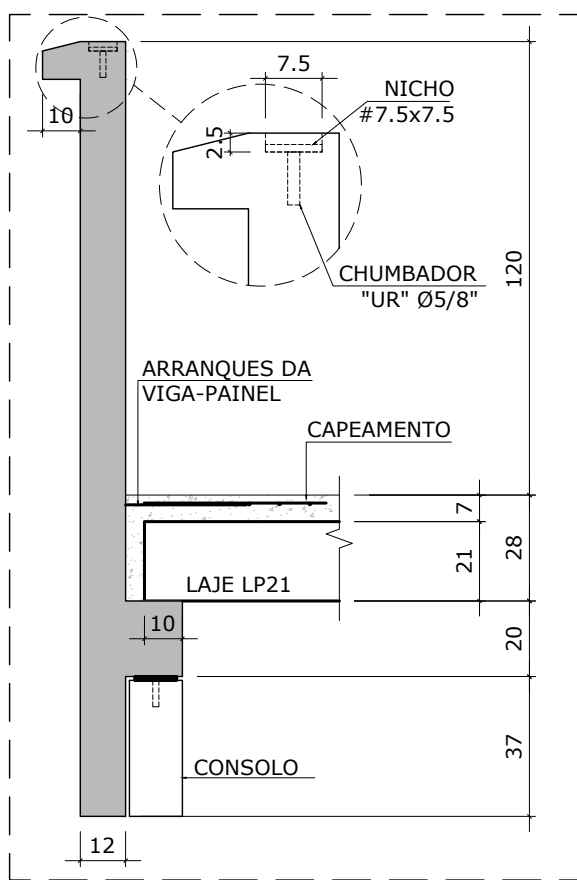 7.5
NICHO
#7.5x7.5
10
2.5
CHUMBADOR
"UR" Ø5/8"
120
ARRANQUES DA
VIGA-PAINEL
CAPEAMENTO
7
28
21
LAJE LP21
10
20
37
CONSOLO
12